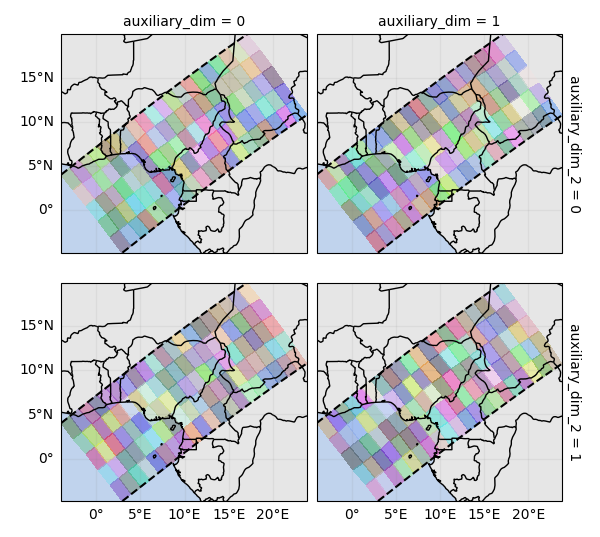 auxiliary_dim = 0
auxiliary_dim = 1
15°N
10°N
5°N
0°
auxiliary_dim_2 = 0
15°N
10°N
5°N
0°
auxiliary_dim_2 = 1
0° 5°E 10°E 15°E 20°E
0° 5°E 10°E 15°E 20°E